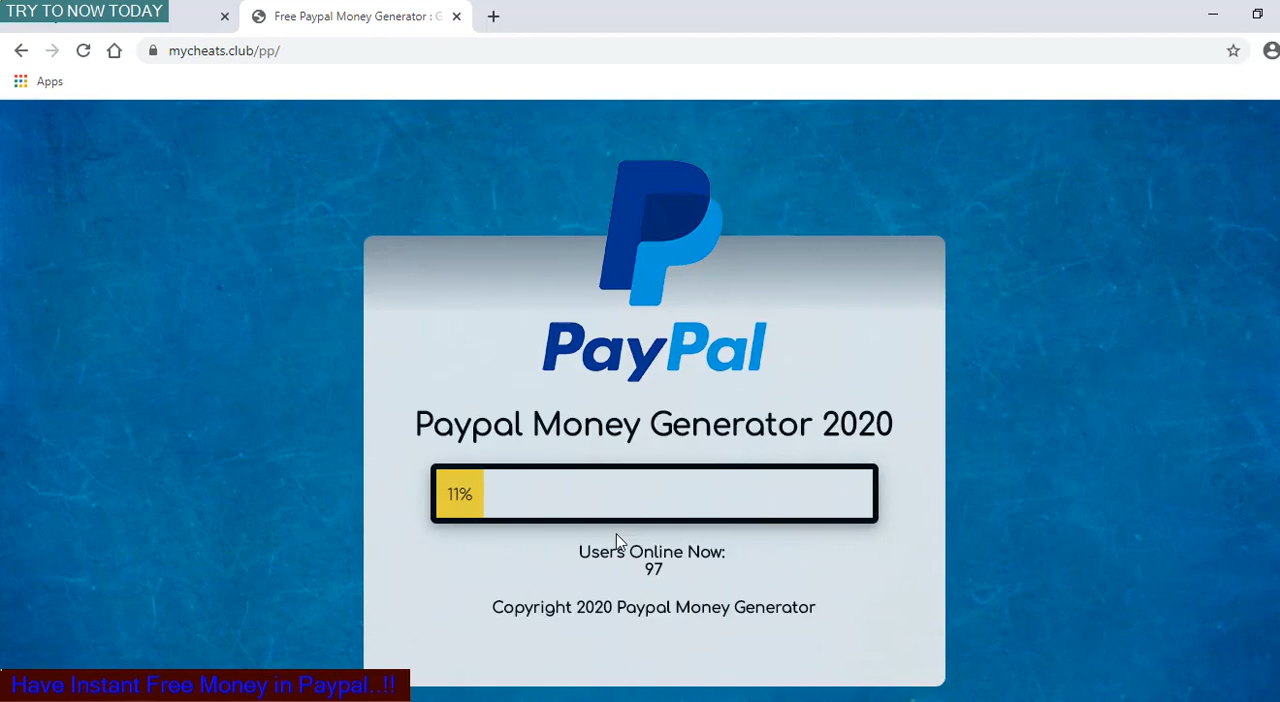 TRY TO NOW TODAY
Free Paypal Money Generator : G
mycheats.club/pp/
Apps
PayPal
Paypal Money Generator 2020
11%
Users Online Now:
97
Copyright 2020 Paypal Money Generator
Have Instant Free Money in Paypal..!!